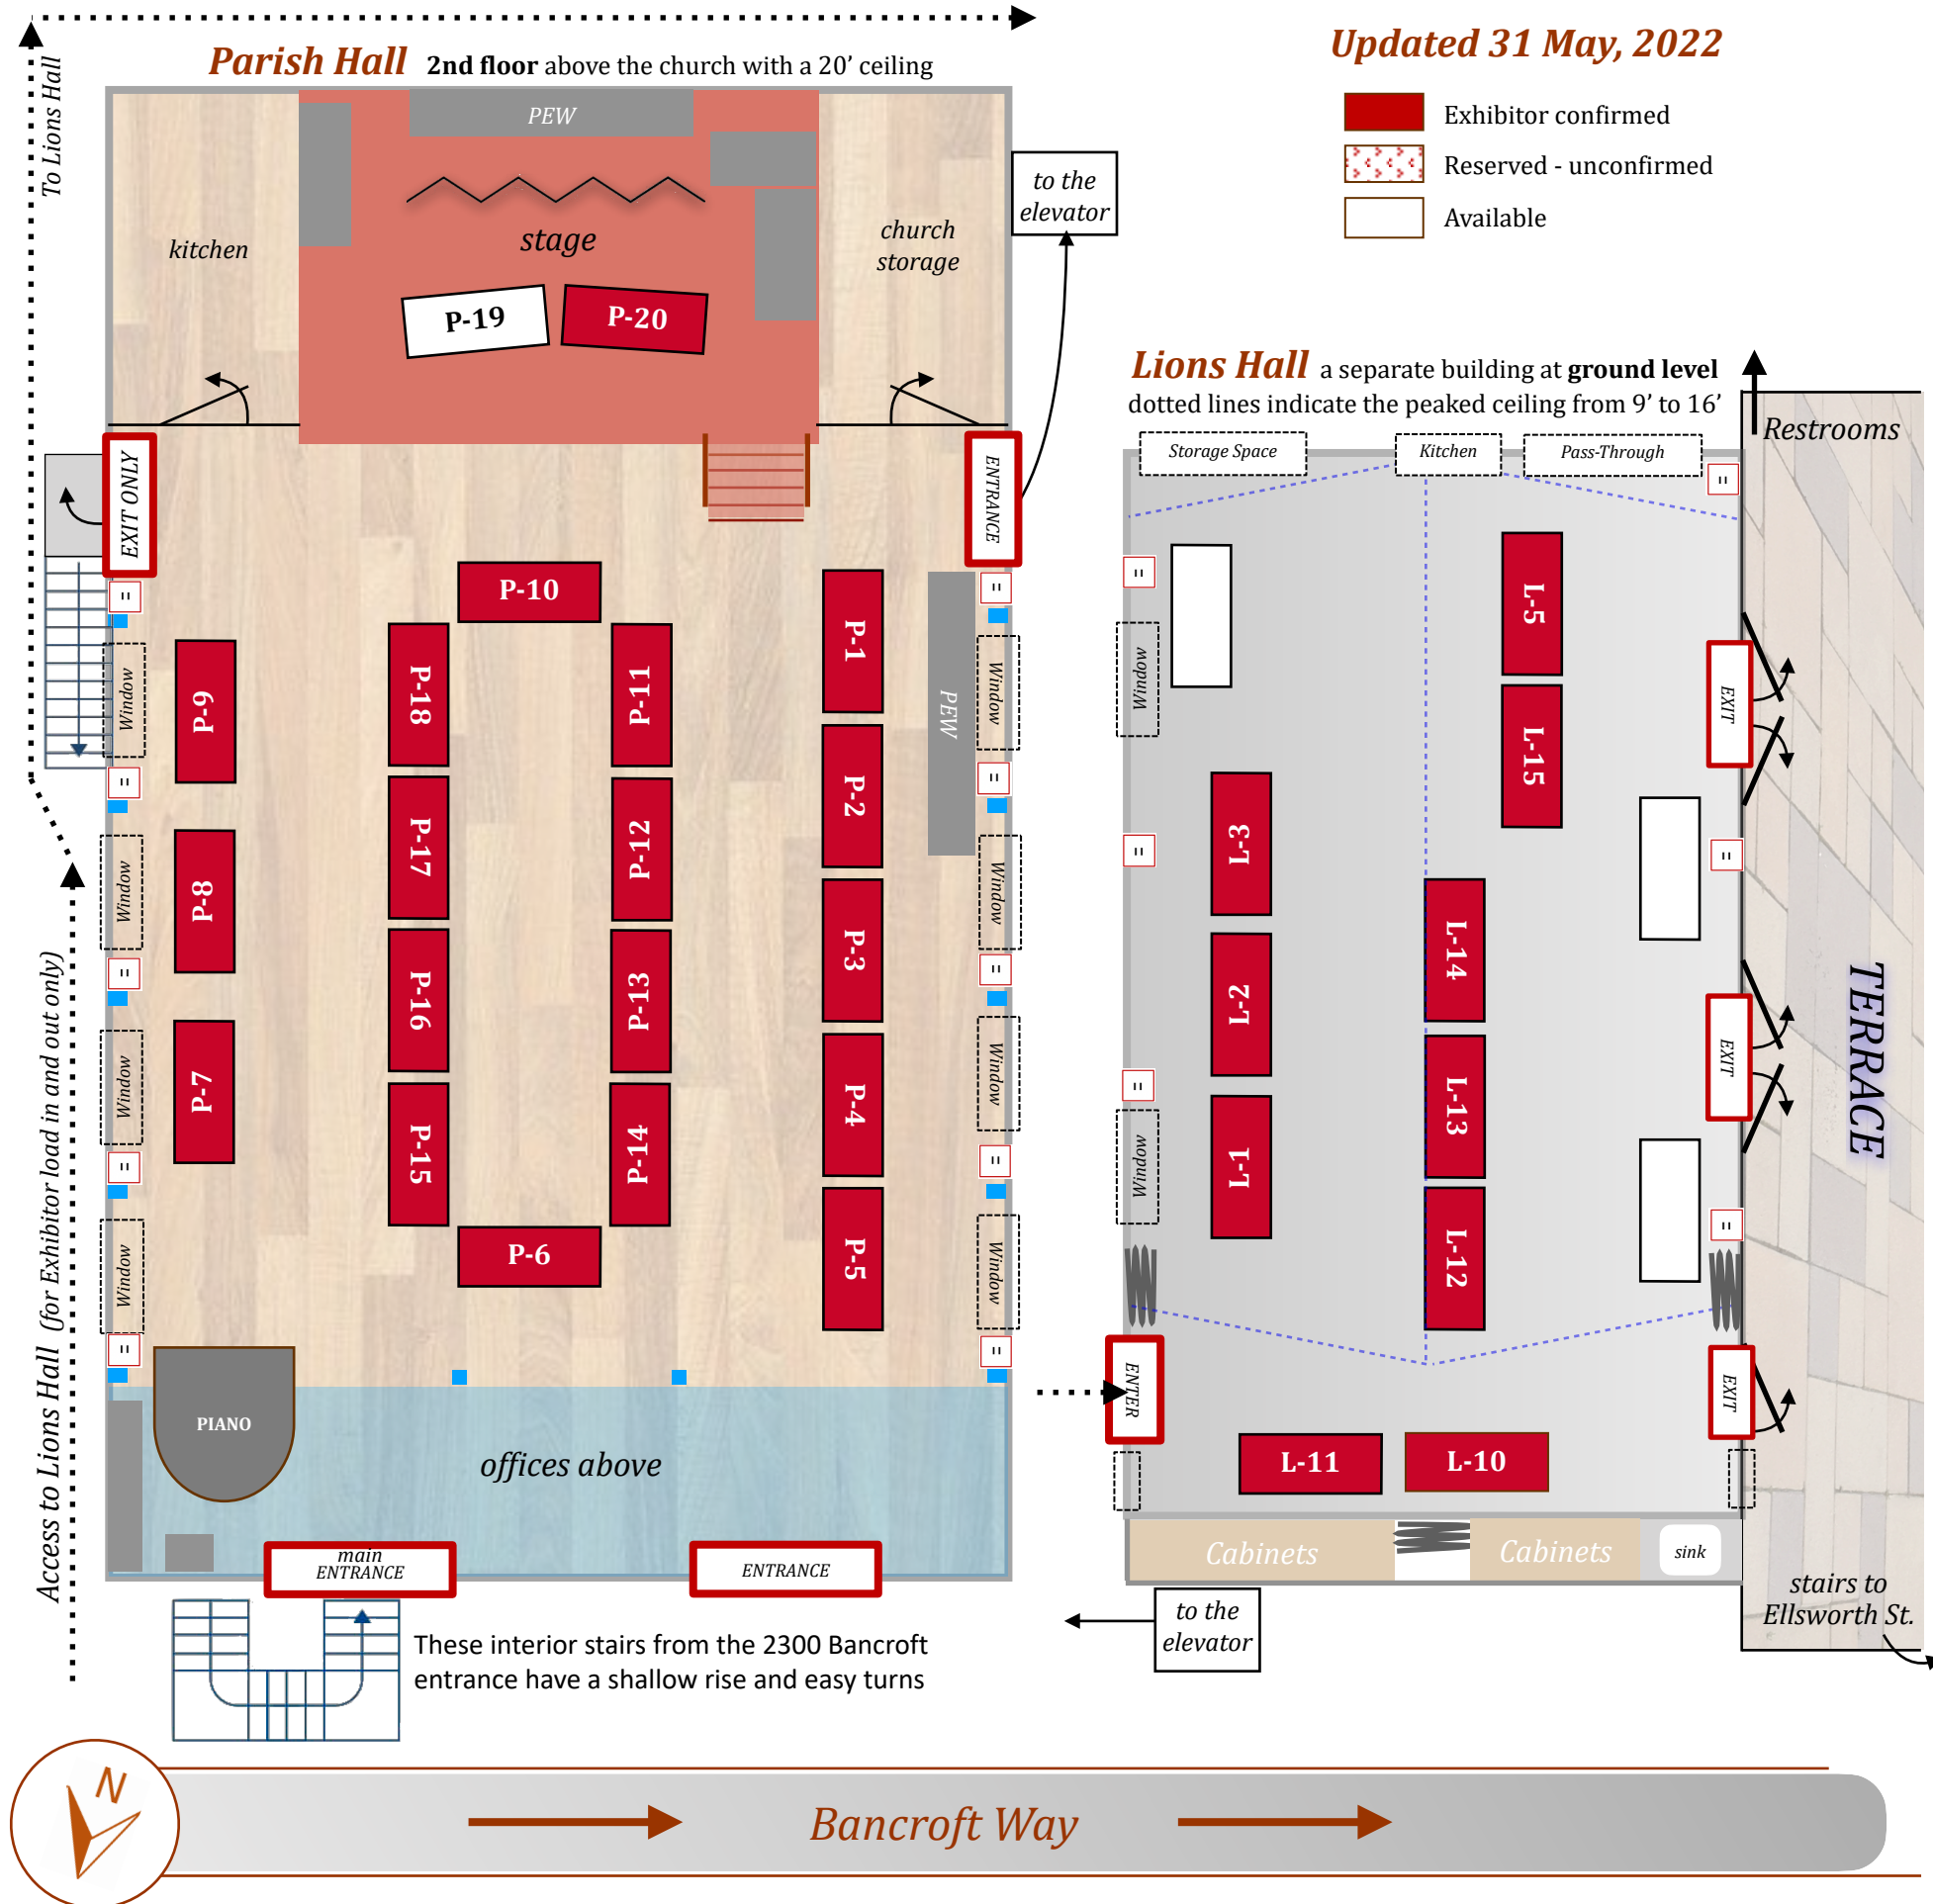 To Lions Hall
Parish Hall 2nd floor above the church with a 20’ ceiling
Updated 31 May, 2022
Exhibitor confirmed
Reserved - unconfirmed
Available
PEW
stage
kitchen
church
storage
to the
elevator
P-19
P-20
EXIT ONLY
ENTRANCE
P-10
P-9
P-18
P-11
P-1
PEW
Window
Window
P-8
P-17
P-12
P-2
Window
Window
P-16
P-13
P-3
P-7
P-15
P-14
P-4
Window
Window
P-6
P-5
Window
Window
PIANO
offices above
main
ENTRANCE
ENTRANCE
Access to Lions Hall (for Exhibitor load in and out only)
These interior stairs from the 2300 Bancroft
entrance have a shallow rise and easy turns
Lions Hall a separate building at ground level
dotted lines indicate the peaked ceiling from 9’ to 16’
Storage Space
Kitchen
Pass-Through
Restrooms
L-5
Window
EXIT
L-15
L-3
L-14
L-2
EXIT
TERRACE
L-13
L-1
Window
L-12
ENTER
EXIT
L-11
L-10
Cabinets
Cabinets
sink
to the
elevator
stairs to
Ellsworth St.
N
Bancroft Way